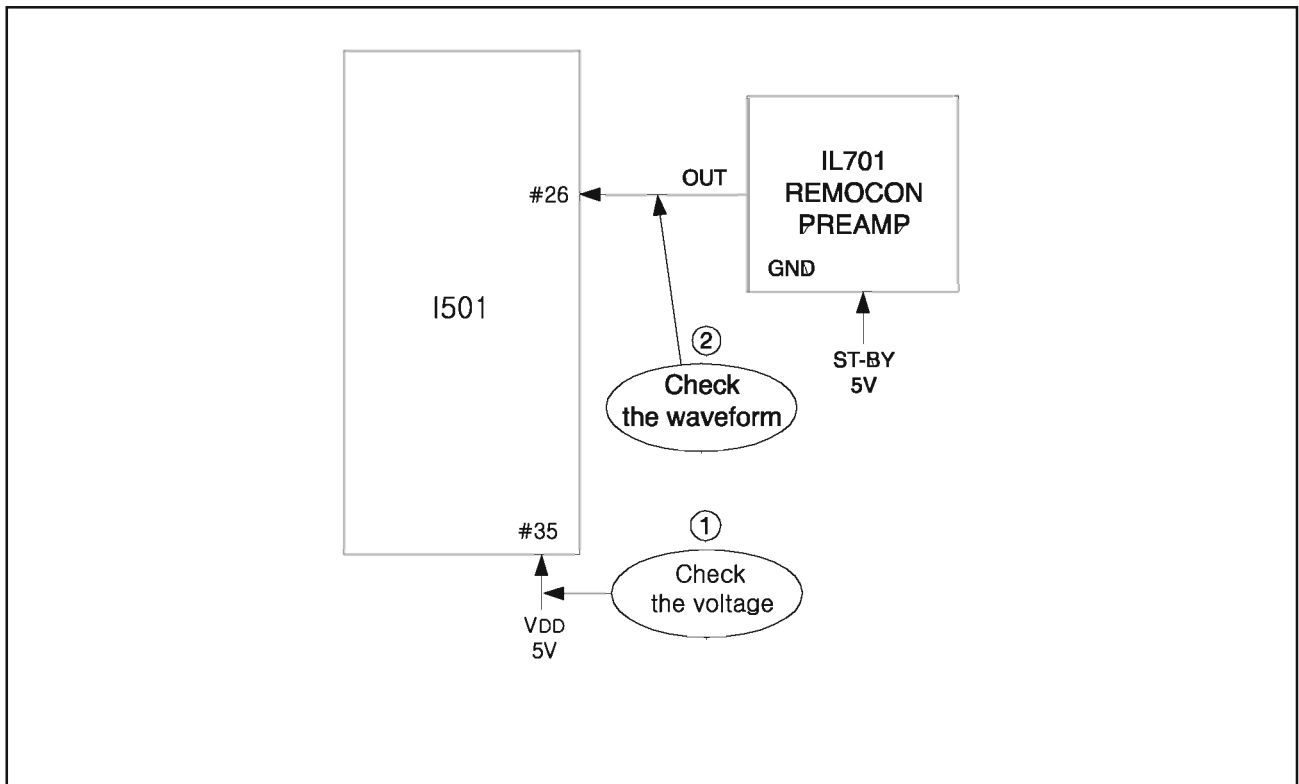 I501
#26
OUT
IL701
REMOCON
PREAMP
GND
ST-BY
5V
②
Check
the waveform
#35
VDD
5V
①
Check
the voltage